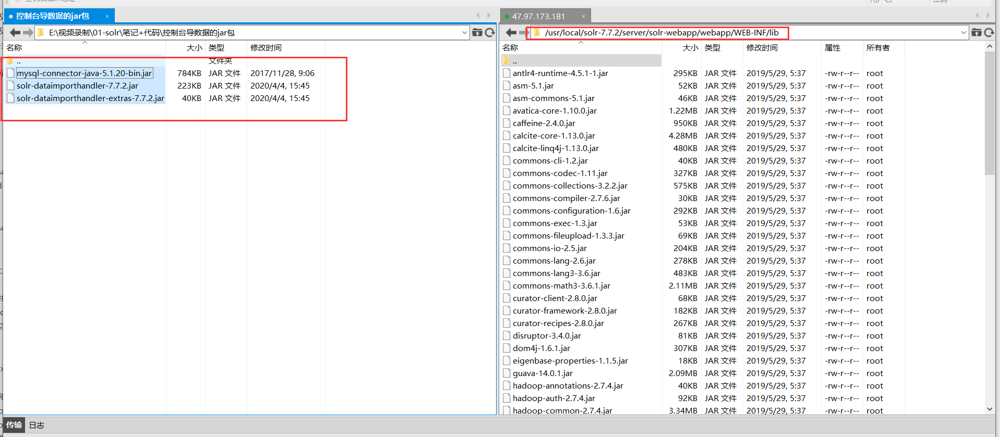 控制台导数据的jar包 ×
E:\视频录制\01-solr\笔记+代码\控制台导数据的jar包
名称 大小 类型 修改时间
.. 文件夹
mysql-connector-java-5.1.20-bin.jar 784KB JAR 文件 2017/11/28, 9:06
solr-dataimporthandler-7.7.2.jar 223KB JAR 文件 2020/4/4, 15:45
solr-dataimporthandler-extras-7.7.2.jar 40KB JAR 文件 2020/4/4, 15:45
47.97.173.181 ×
/usr/local/solr-7.7.2/server/solr-webapp/webapp/WEB-INF/lib
名称 大小 类型 修改时间 属性 所有者
..
antlr4-runtime-4.5.1-1.jar 295KB JAR 文件 2019/5/29, 5:37 -rw-r--r-- root
asm-5.1.jar 52KB JAR 文件 2019/5/29, 5:37 -rw-r--r-- root
asm-commons-5.1.jar 46KB JAR 文件 2019/5/29, 5:37 -rw-r--r-- root
avatica-core-1.10.0.jar 1.22MB JAR 文件 2019/5/29, 5:37 -rw-r--r-- root
caffeine-2.4.0.jar 950KB JAR 文件 2019/5/29, 5:37 -rw-r--r-- root
calcite-core-1.13.0.jar 4.28MB JAR 文件 2019/5/29, 5:37 -rw-r--r-- root
calcite-linq4j-1.13.0.jar 480KB JAR 文件 2019/5/29, 5:37 -rw-r--r-- root
commons-cli-1.2.jar 40KB JAR 文件 2019/5/29, 5:37 -rw-r--r-- root
commons-codec-1.11.jar 327KB JAR 文件 2019/5/29, 5:37 -rw-r--r-- root
commons-collections-3.2.2.jar 575KB JAR 文件 2019/5/29, 5:37 -rw-r--r-- root
commons-compiler-2.7.6.jar 30KB JAR 文件 2019/5/29, 5:37 -rw-r--r-- root
commons-configuration-1.6.jar 292KB JAR 文件 2019/5/29, 5:37 -rw-r--r-- root
commons-exec-1.3.jar 53KB JAR 文件 2019/5/29, 5:37 -rw-r--r-- root
commons-fileupload-1.3.3.jar 69KB JAR 文件 2019/5/29, 5:37 -rw-r--r-- root
commons-io-2.5.jar 204KB JAR 文件 2019/5/29, 5:37 -rw-r--r-- root
commons-lang-2.6.jar 278KB JAR 文件 2019/5/29, 5:37 -rw-r--r-- root
commons-lang3-3.6.jar 483KB JAR 文件 2019/5/29, 5:37 -rw-r--r-- root
commons-math3-3.6.1.jar 2.11MB JAR 文件 2019/5/29, 5:37 -rw-r--r-- root
curator-client-2.8.0.jar 68KB JAR 文件 2019/5/29, 5:37 -rw-r--r-- root
curator-framework-2.8.0.jar 182KB JAR 文件 2019/5/29, 5:37 -rw-r--r-- root
curator-recipes-2.8.0.jar 267KB JAR 文件 2019/5/29, 5:37 -rw-r--r-- root
disruptor-3.4.0.jar 81KB JAR 文件 2019/5/29, 5:37 -rw-r--r-- root
dom4j-1.6.1.jar 307KB JAR 文件 2019/5/29, 5:37 -rw-r--r-- root
eigenbase-properties-1.1.5.jar 18KB JAR 文件 2019/5/29, 5:37 -rw-r--r-- root
guava-14.0.1.jar 2.09MB JAR 文件 2019/5/29, 5:37 -rw-r--r-- root
hadoop-annotations-2.7.4.jar 40KB JAR 文件 2019/5/29, 5:37 -rw-r--r-- root
hadoop-auth-2.7.4.jar 92KB JAR 文件 2019/5/29, 5:37 -rw-r--r-- root
hadoop-common-2.7.4.jar 3.34MB JAR 文件 2019/5/29, 5:37 -rw-r--r-- root
传输 日志